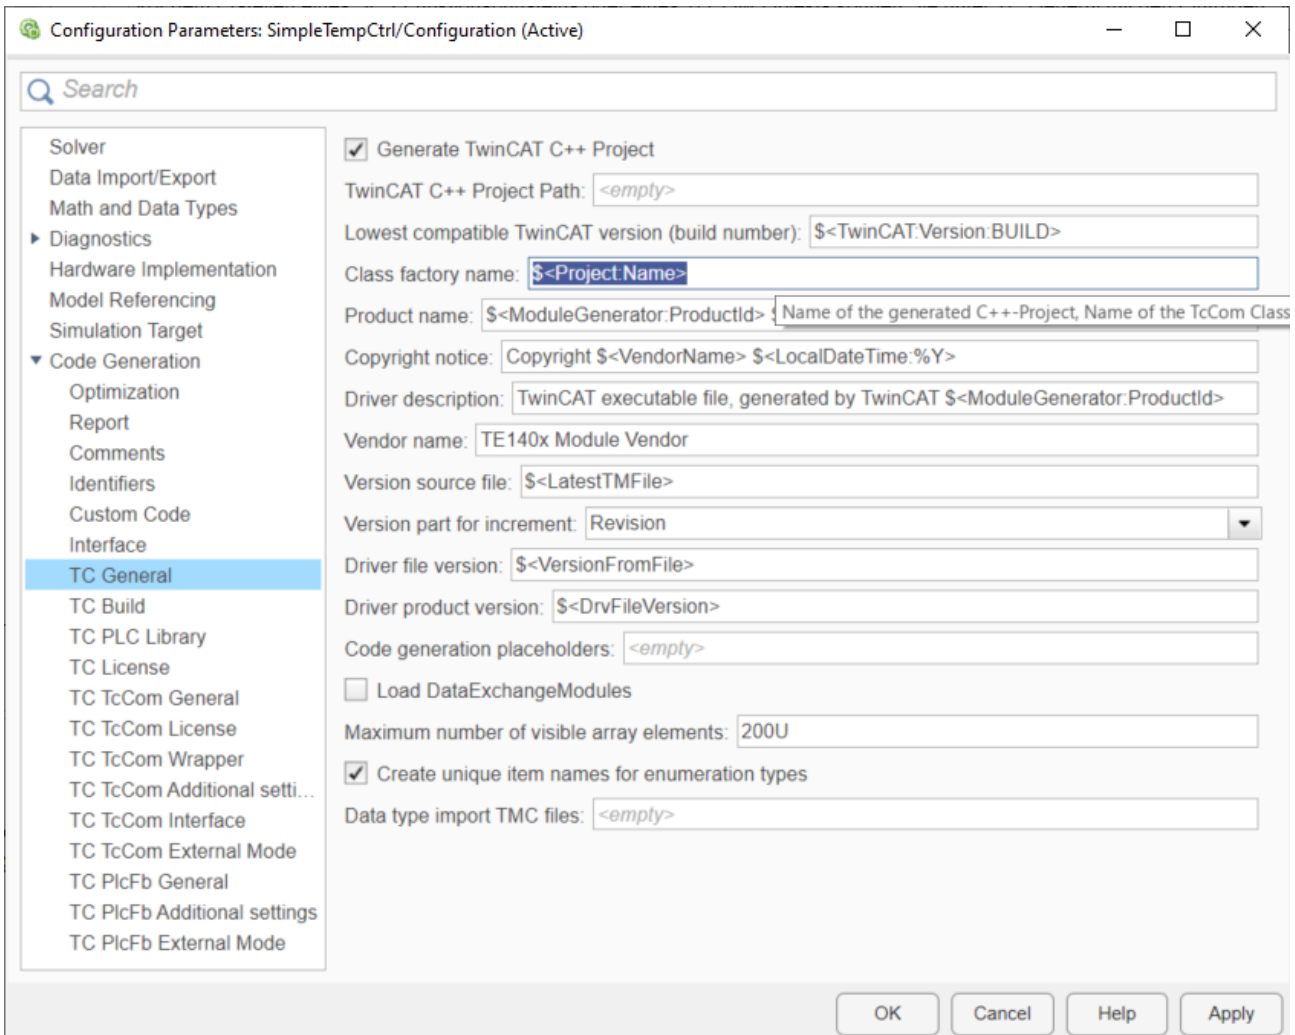 Configuration Parameters: SimpleTempCtrl/Configuration (Active)
Search
Solver
Data Import/Export
Math and Data Types
Diagnostics
Hardware Implementation
Model Referencing
Simulation Target
Code Generation
Optimization
Report
Comments
Identifiers
Custom Code
Interface
TC General
TC Build
TC PLC Library
TC License
TC TcCom General
TC TcCom License
TC TcCom Wrapper
TC TcCom Additional setti...
TC TcCom Interface
TC TcCom External Mode
TC PlcFb General
TC PlcFb Additional settings
TC PlcFb External Mode
Generate TwinCAT C++ Project
TwinCAT C++ Project Path: <empty>
Lowest compatible TwinCAT version (build number): $<TwinCAT:Version:BUILD>
Class factory name: $<Project:Name>
Product name: $<ModuleGenerator:ProductId>
Name of the generated C++-Project, Name of the TcCom Class
Copyright notice: Copyright $<VendorName> $<LocalDateTime:%Y>
Driver description: TwinCAT executable file, generated by TwinCAT $<ModuleGenerator:ProductId>
Vendor name: TE140x Module Vendor
Version source file: $<LatestTMFile>
Version part for increment: Revision
Driver file version: $<VersionFromFile>
Driver product version: $<DrvFileVersion>
Code generation placeholders: <empty>
Load DataExchangeModules
Maximum number of visible array elements: 200U
Create unique item names for enumeration types
Data type import TMC files: <empty>
OK Cancel Help Apply